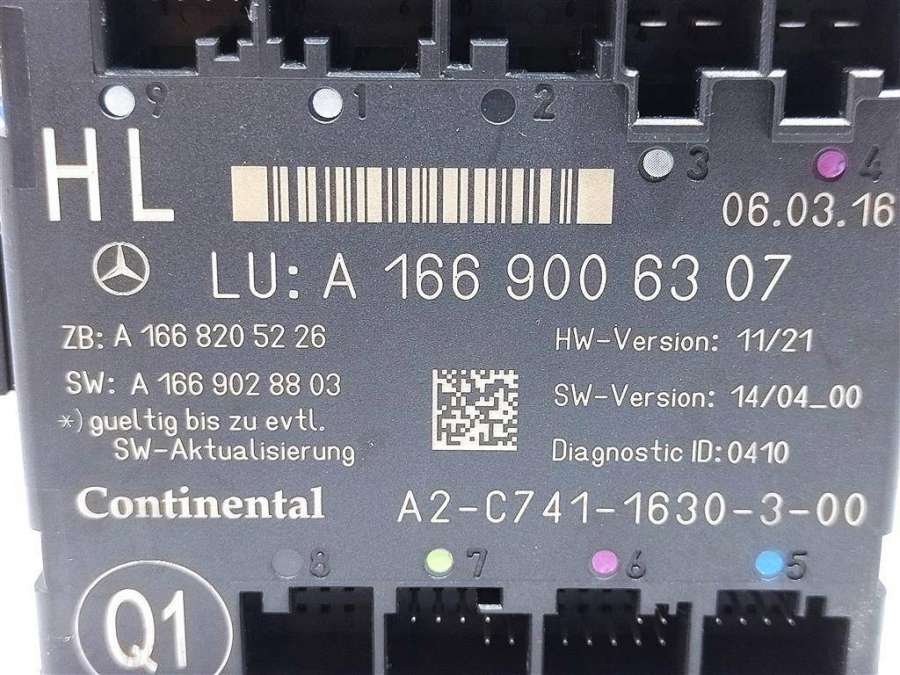 9 1 2
3 4
HL
06.03.16
LU: A 166 900 63 07
ZB: A 166 820 52 26
HW-Version: 11/21
SW: A 166 902 88 03
SW-Version: 14/04_00
*) gueltig bis zu evtl.
SW-Aktualisierung
Diagnostic ID: 0410
Continental A2-C741-1630-3-00
8 7 6 5
Q1